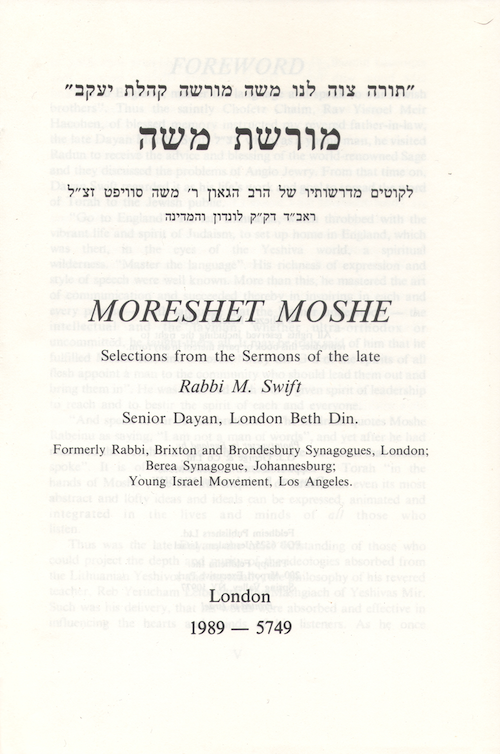 "תורה צוה לנו משה מורשה קהלת יעקב"
מורשת משה
לקוטים מדרשותיו של הרב הגאון ר' משה סוויפט זצ"ל
ראב"ד דק"ק לונדון והמדינה
MORESHET MOSHE
Selections from the Sermons of the late
Rabbi M. Swift
Senior Dayan, London Beth Din.
Formerly Rabbi, Brixton and Brondesbury Synagogues, London;
Berea Synagogue, Johannesburg;
Young Israel Movement, Los Angeles.
London
1989 — 5749